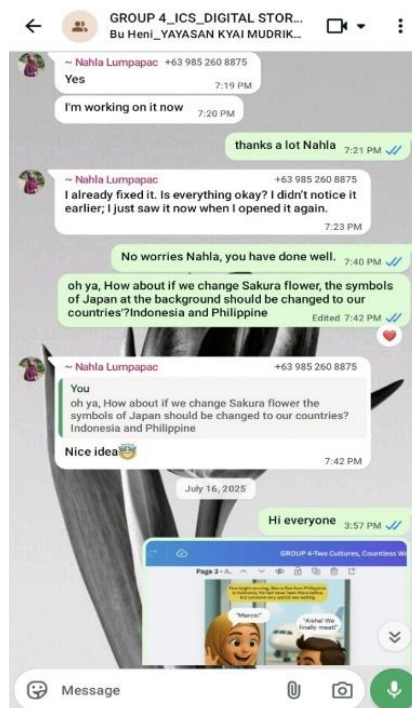 GROUP 4_ICS_DIGITAL STOR...
Bu Heni_YAYASAN KYAI MUDRIK...
~ Nahla Lumpapac +63 985 260 8875
Yes
7:19 PM
I'm working on it now 7:20 PM
thanks a lot Nahla 7:21 PM
~ Nahla Lumpapac +63 985 260 8875
I already fixed it. Is everything okay? I didn't notice it
earlier; I just saw it now when I opened it again.
7:23 PM
No worries Nahla, you have done well. 7:40 PM
oh ya, How about if we change Sakura flower, the symbols
of Japan at the background should be changed to our
countries'?Indonesia and Philippine
Edited 7:42 PM
~ Nahla Lumpapac +63 985 260 8875
You
oh ya, How about if we change Sakura flower the
symbols of Japan should be changed to our countries?
Indonesia and Philippine
Nice idea
7:42 PM
July 16, 2025
Hi everyone 3:57 PM
GROUP 4-Two Cultures, Countless Wo
Page 3 - A..
"Marco!"
"Aisha! We
finally meet!"
Message